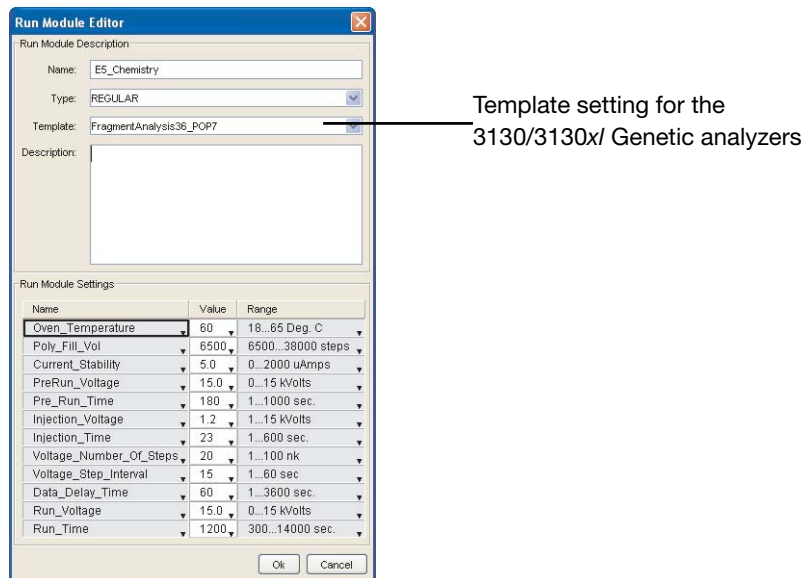 Run Module Editor
Run Module Description
Name: E5_Chemistry
Type: REGULAR
Template: FragmentAnalysis36_POP7
Description:
Template setting for the
3130/3130xl Genetic analyzers
Run Module Settings
Name Value Range
Oven_Temperature 60 18...65 Deg. C
Poly_Fill_Vol 6500 6500...38000 steps
Current_Stability 5.0 0...2000 uAmps
PreRun_Voltage 15.0 0...15 kVolts
Pre_Run_Time 180 1...1000 sec.
Injection_Voltage 1.2 1...15 kVolts
Injection_Time 23 1...600 sec.
Voltage_Number_Of_Steps 20 1...100 nk
Voltage_Step_Interval 15 1...60 sec
Data_Delay_Time 60 1...3600 sec.
Run_Voltage 15.0 0...15 kVolts
Run_Time 1200 300...14000 sec.
Ok Cancel